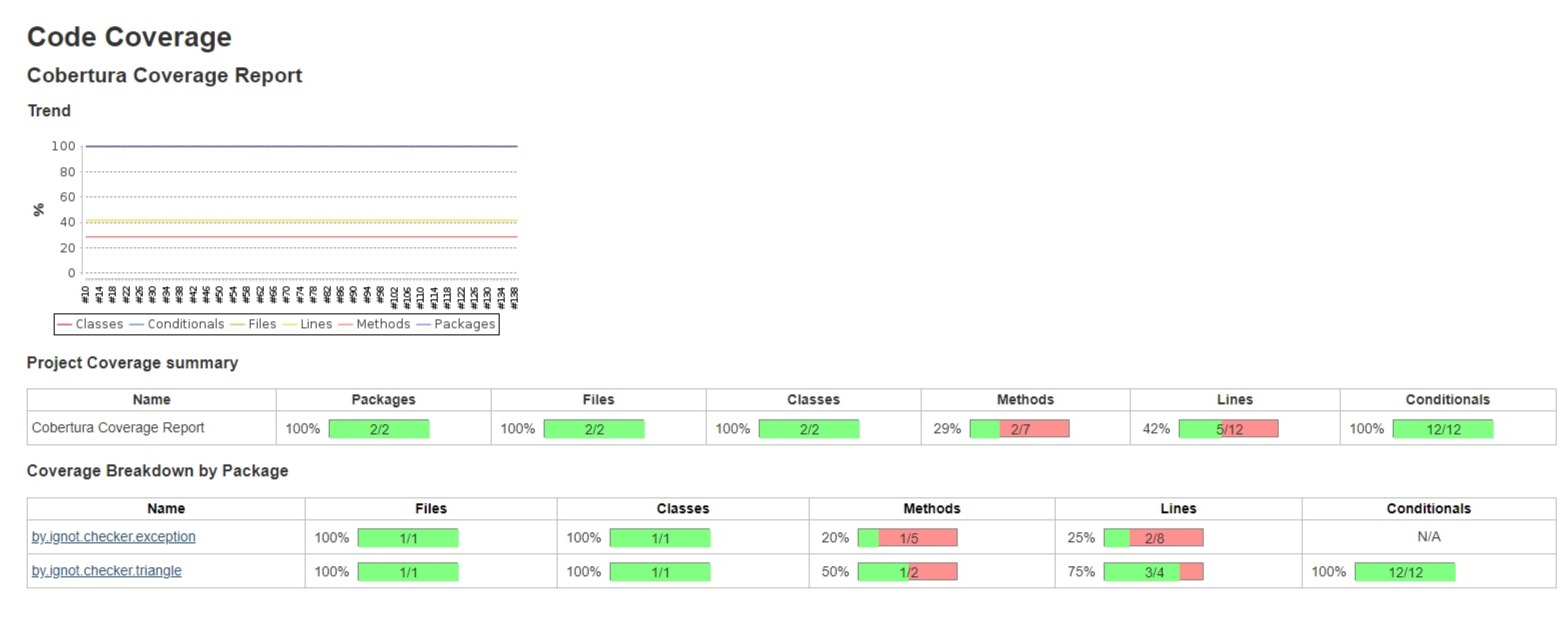 Code Coverage
Cobertura Coverage Report
Trend
100
80
60
40
20
0
%
#10 #14 #18 #22 #26 #30 #34 #38 #42 #46 #50 #54 #58 #62 #66 #70 #74 #78 #82 #86 #90 #94 #98 #102 #106 #110 #114 #118 #122 #126 #130 #134 #138
Classes Conditionals Files Lines Methods Packages
Project Coverage summary
Name Packages Files Classes Methods Lines Conditionals
Cobertura Coverage Report 100% 2/2 100% 2/2 100% 2/2 29% 2/7 42% 5/12 100% 12/12
Coverage Breakdown by Package
Name Files Classes Methods Lines Conditionals
by.ignot.checker.exception 100% 1/1 100% 1/1 20% 1/5 25% 2/8 N/A
by.ignot.checker.triangle 100% 1/1 100% 1/1 50% 1/2 75% 3/4 100% 12/12